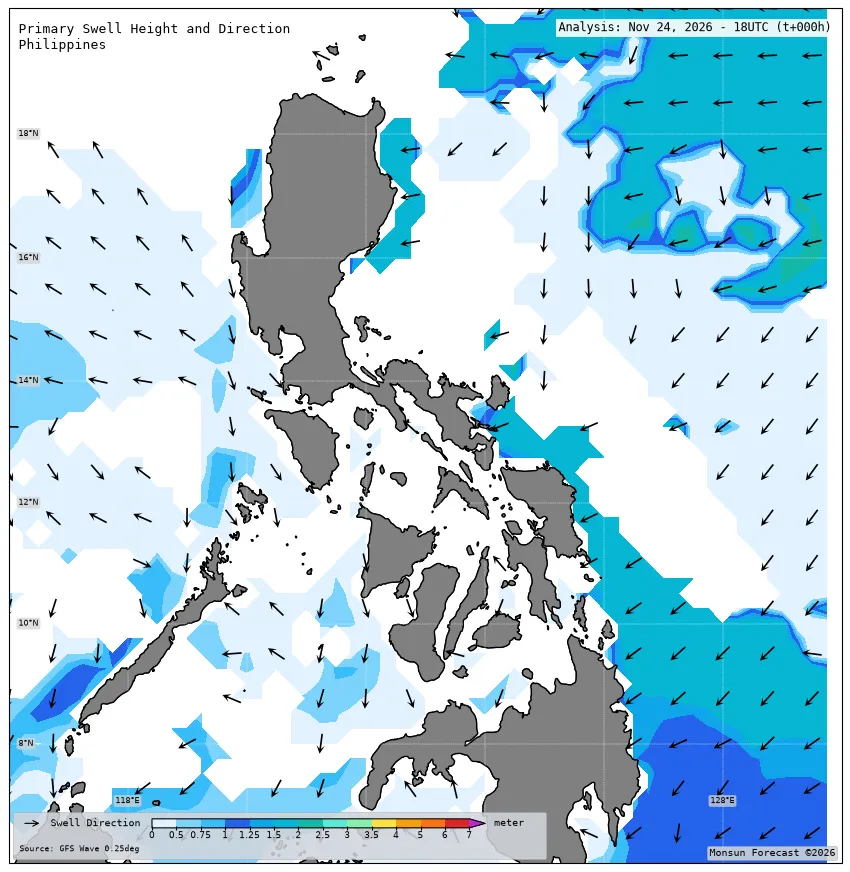 Primary Swell Height and Direction
Philippines
Analysis: Nov 24, 2026 - 18UTC (t+000h)
18°N
16°N
14°N
12°N
10°N
8°N
118°E
128°E
Swell Direction
0 0.5 0.75 1 1.25 1.5 2 2.5 3 3.5 4 5 6 7
meter
Source: GFS Wave 0.25deg
Monsun Forecast ©2026